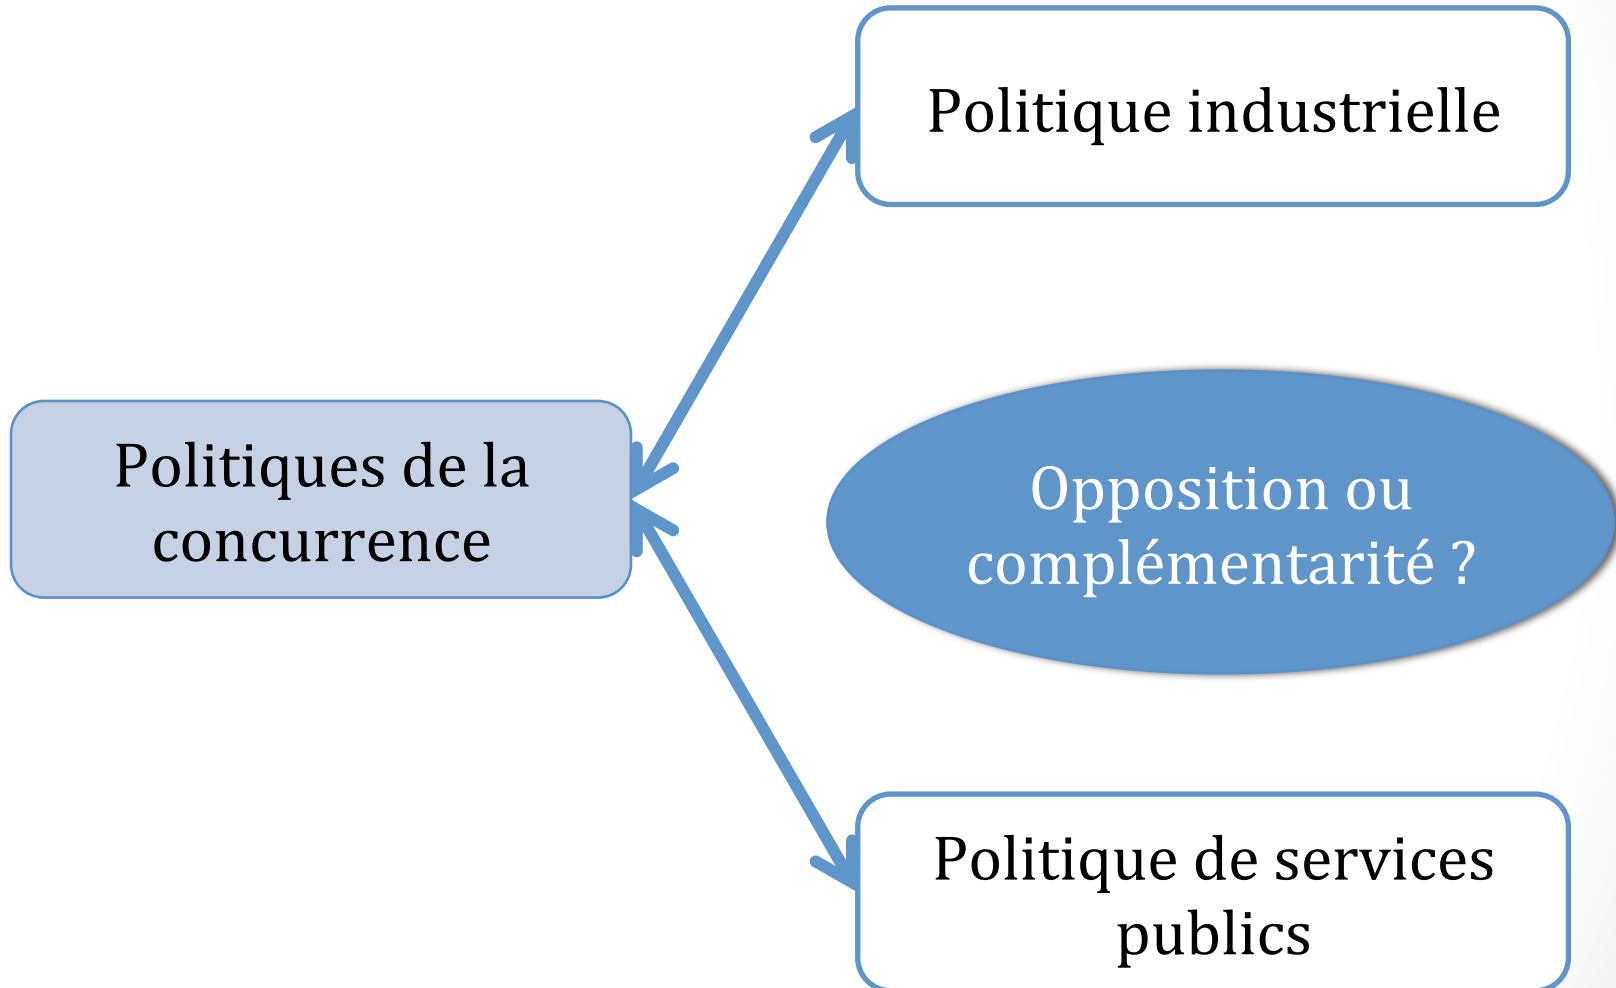 Politique industrielle
Politiques de la
concurrence
Opposition ou
complémentarité ?
Politique de services
publics